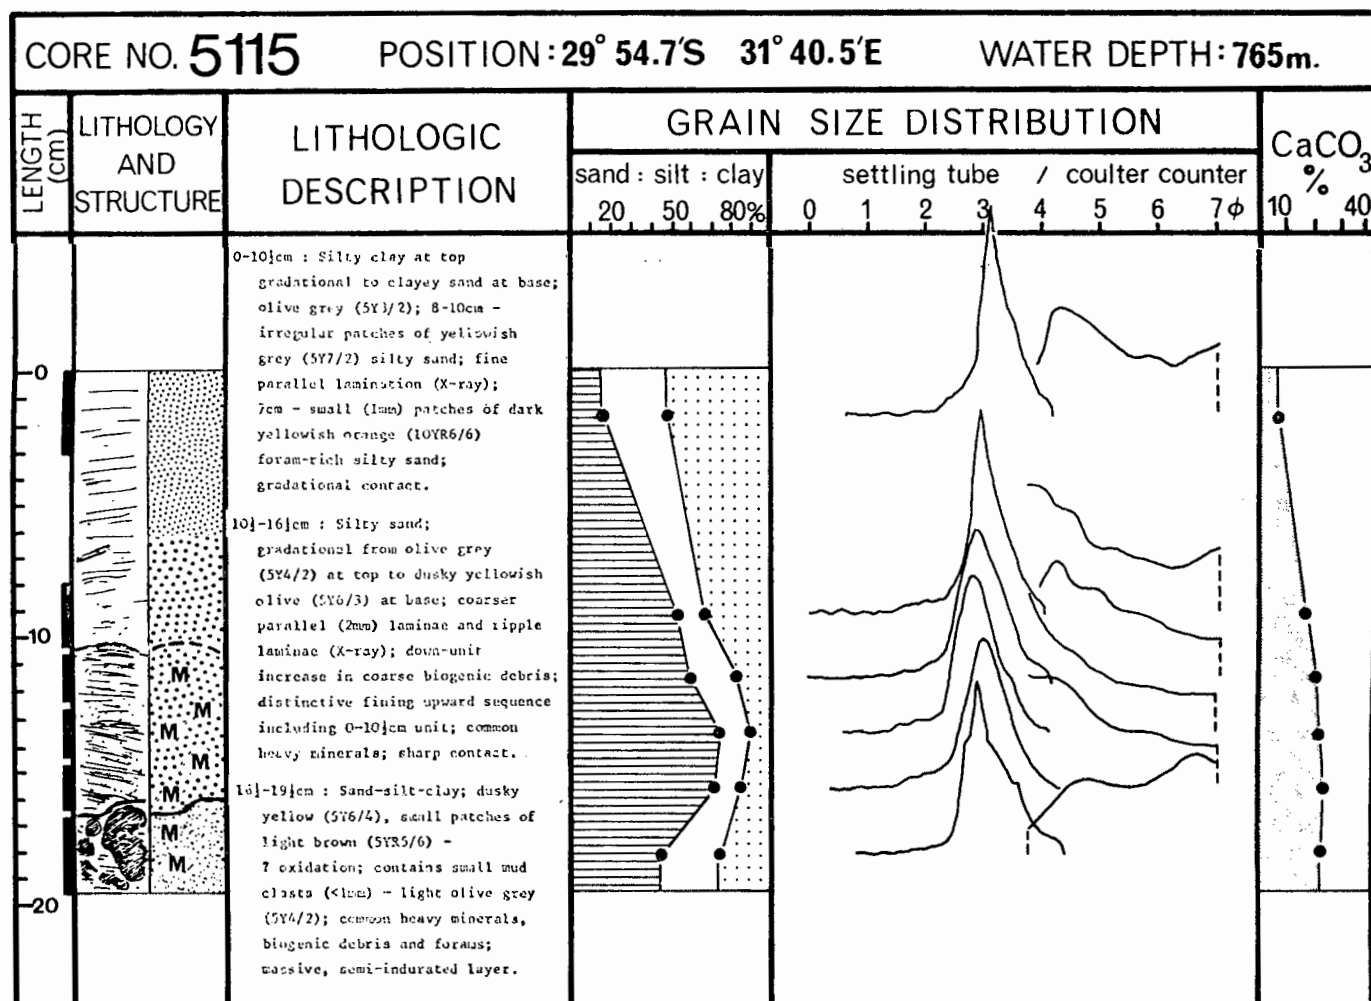 CORE NO. 5115 POSITION: 29° 54.7'S 31° 40.5'E WATER DEPTH: 765m.
LENGTH (cm)
LITHOLOGY
AND
STRUCTURE
LITHOLOGIC
DESCRIPTION
GRAIN SIZE DISTRIBUTION
sand : silt : clay
20 50 80%
settling tube / coulter counter
0 1 2 3 4 5 6 7 φ
CaCO3
%
10 40
0
10
20
M
M
M
M
M
M
M
0-10½cm : Silty clay at top
gradational to clayey sand at base;
olive grey (5Y3/2); 8-10cm -
irregular patches of yellowish
grey (5Y7/2) silty sand; fine
parallel lamination (X-ray);
7cm - small (1mm) patches of dark
yellowish orange (10YR6/6)
foram-rich silty sand;
gradational contact.
10½-16½cm : Silty sand;
gradational from olive grey
(5Y4/2) at top to dusky yellowish
olive (5Y6/3) at base; coarser
parallel (2mm) laminae and ripple
laminae (X-ray); down-unit
increase in coarse biogenic debris;
distinctive fining upward sequence
including 0-10½cm unit; common
heavy minerals; sharp contact.
16½-19½cm : Sand-silt-clay; dusky
yellow (5Y6/4), small patches of
light brown (5YR5/6) -
? oxidation; contains small mud
clasts (<1mm) - light olive grey
(5Y4/2); common heavy minerals,
biogenic debris and forams;
massive, semi-indurated layer.